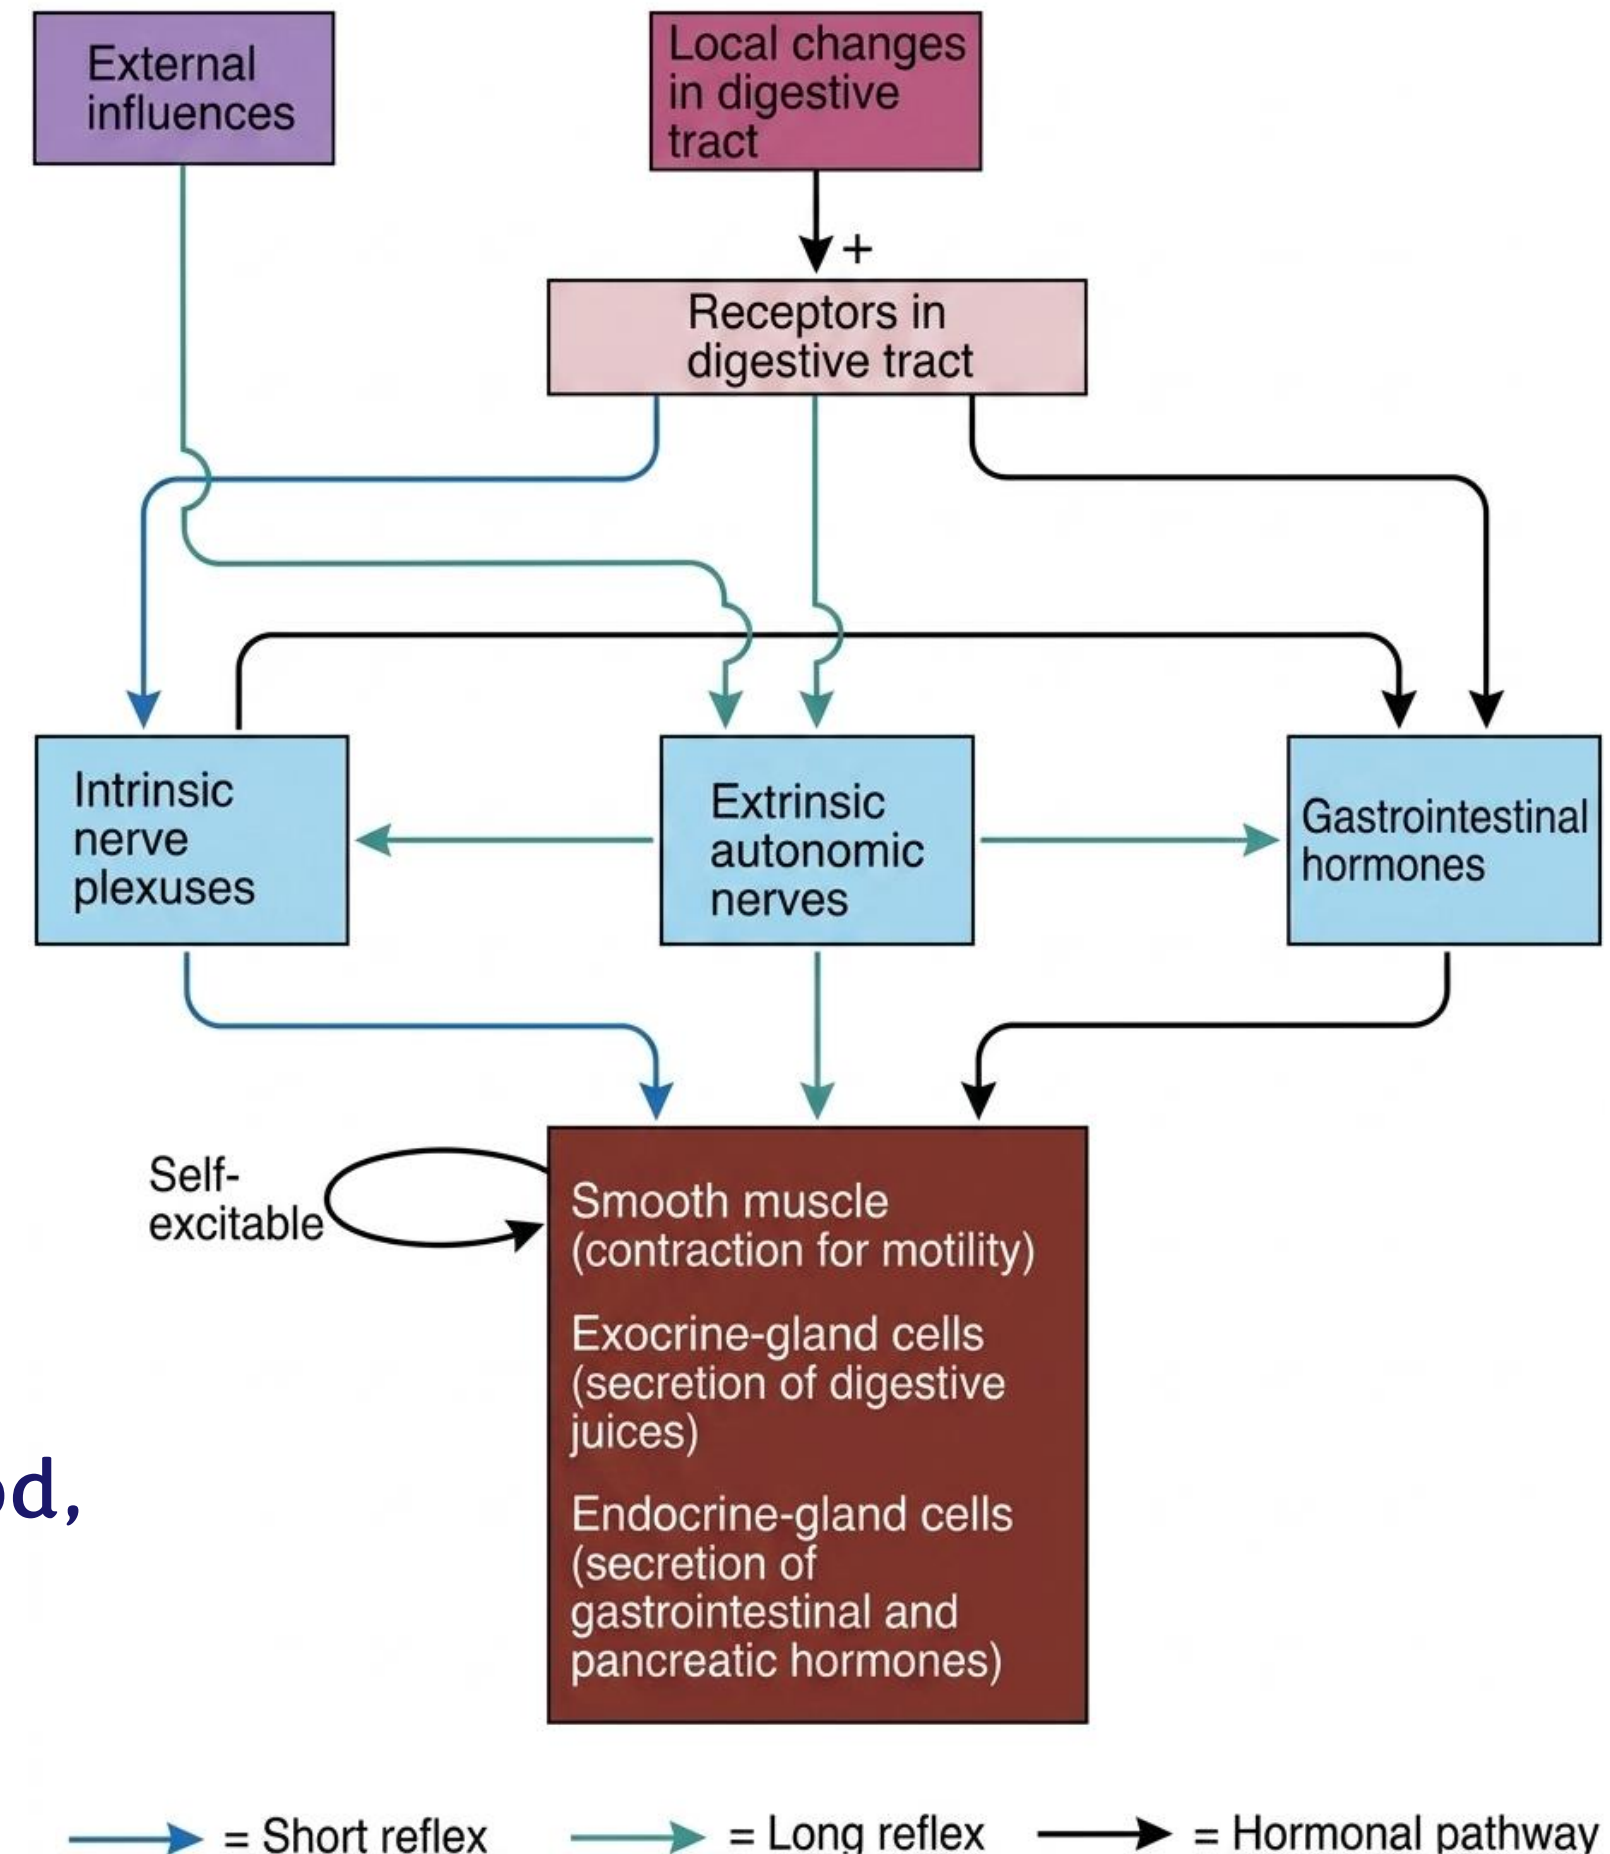 External
influences
Local changes
in digestive
tract
+
Receptors in
digestive tract
Intrinsic
nerve
plexuses
Extrinsic
autonomic
nerves
Gastrointestinal
hormones
Self-
excitable
Smooth muscle
(contraction for motility)
Exocrine-gland cells
(secretion of digestive
juices)
Endocrine-gland cells
(secretion of
gastrointestinal and
pancreatic hormones)
= Short reflex
= Long reflex
= Hormonal pathway